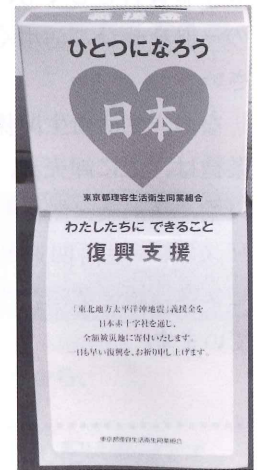 義援金
ひとつになろう
日本
東京都理容生活衛生同業組合
わたしたちに できること
復興支援
「東北地方太平洋沖地震」義援金を
日本赤十字社を通じ、
全額被災地に寄付いたします。
一日も早い復興を、お祈り申し上げます。
東京都理容生活衛生同業組合